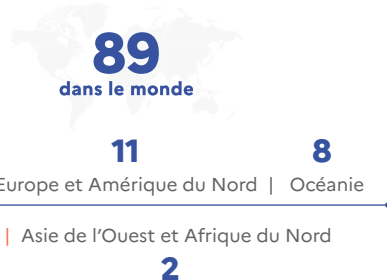 89
dans le monde
11 8
Europe et Amérique du Nord | Océanie
| Asie de l'Ouest et Afrique du Nord
2